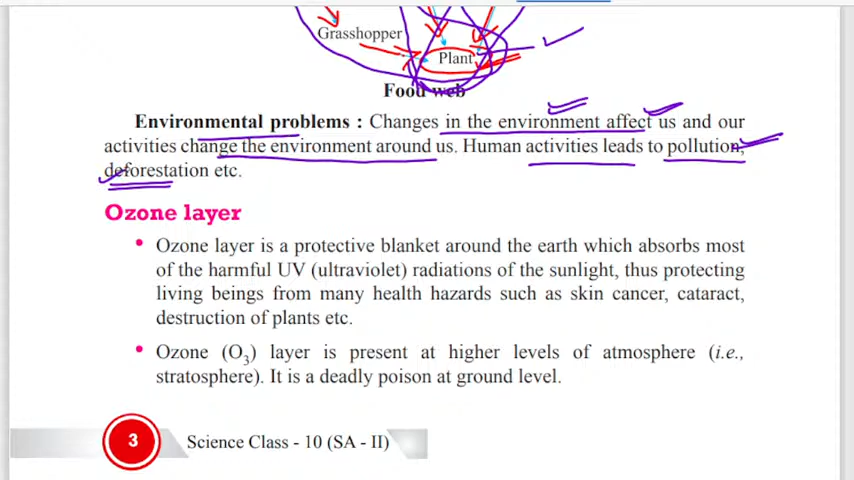 Grasshopper
Plant
Food web
Environmental problems : Changes in the environment affect us and our
activities change the environment around us. Human activities leads to pollution,
deforestation etc.
Ozone layer
• Ozone layer is a protective blanket around the earth which absorbs most
of the harmful UV (ultraviolet) radiations of the sunlight, thus protecting
living beings from many health hazards such as skin cancer, cataract,
destruction of plants etc.
• Ozone (O₃) layer is present at higher levels of atmosphere (i.e.,
stratosphere). It is a deadly poison at ground level.
3 Science Class - 10 (SA - II)